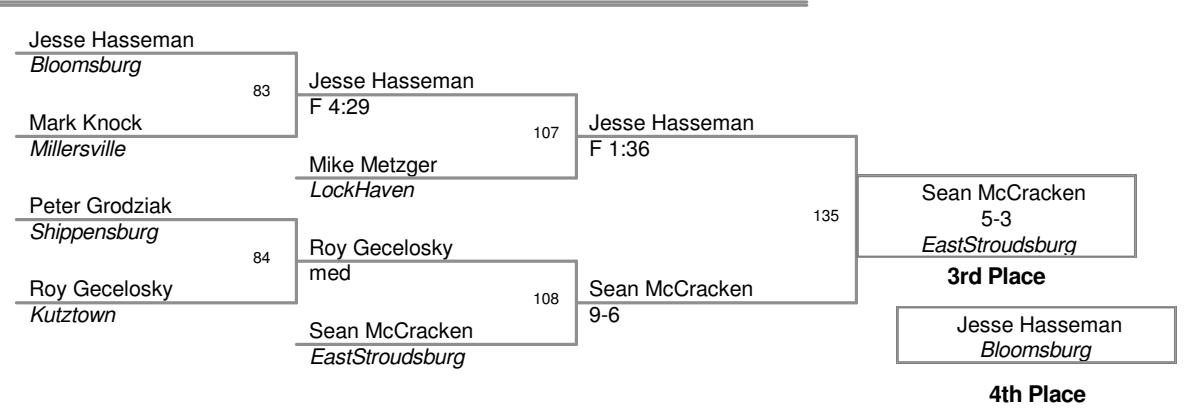 Jesse Hasseman
Bloomsburg
83
Mark Knock
Millersville
Peter Grodziak
Shippensburg
84
Roy Gecelosky
Kutztown
Jesse Hasseman
F 4:29
107
Mike Metzger
LockHaven
Roy Gecelosky
med
108
Sean McCracken
EastStroudsburg
Jesse Hasseman
F 1:36
135
Sean McCracken
9-6
Sean McCracken
5-3
EastStroudsburg
3rd Place
Jesse Hasseman
Bloomsburg
4th Place